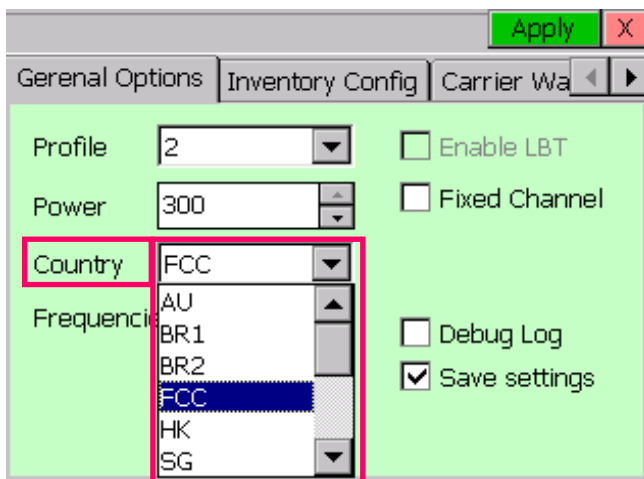 Apply X
Gerenal Options Inventory Config Carrier Wa
Profile 2 Enable LBT
Power 300 Fixed Channel
Country FCC
AU
Frequencie
BR1 Debug Log
BR2
Save settings
FCC
HK
SG